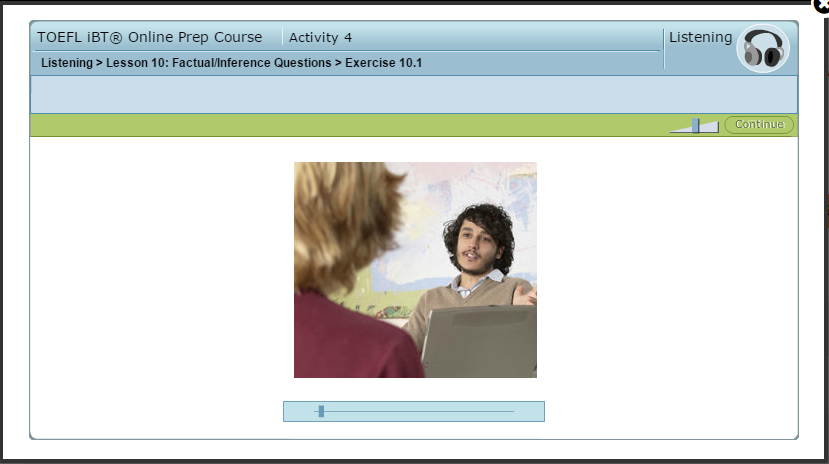 TOEFL iBT® Online Prep Course Activity 4 Listening
Listening > Lesson 10: Factual/Inference Questions > Exercise 10.1
Continue